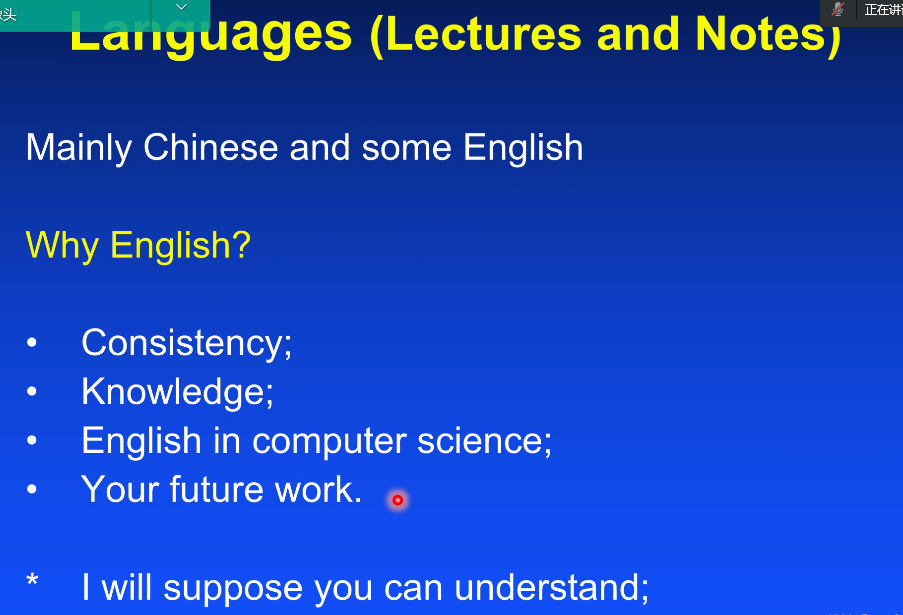 头
正在讲
Languages (Lectures and Notes)
Mainly Chinese and some English
Why English?
• Consistency;
• Knowledge;
• English in computer science;
• Your future work.
* I will suppose you can understand;